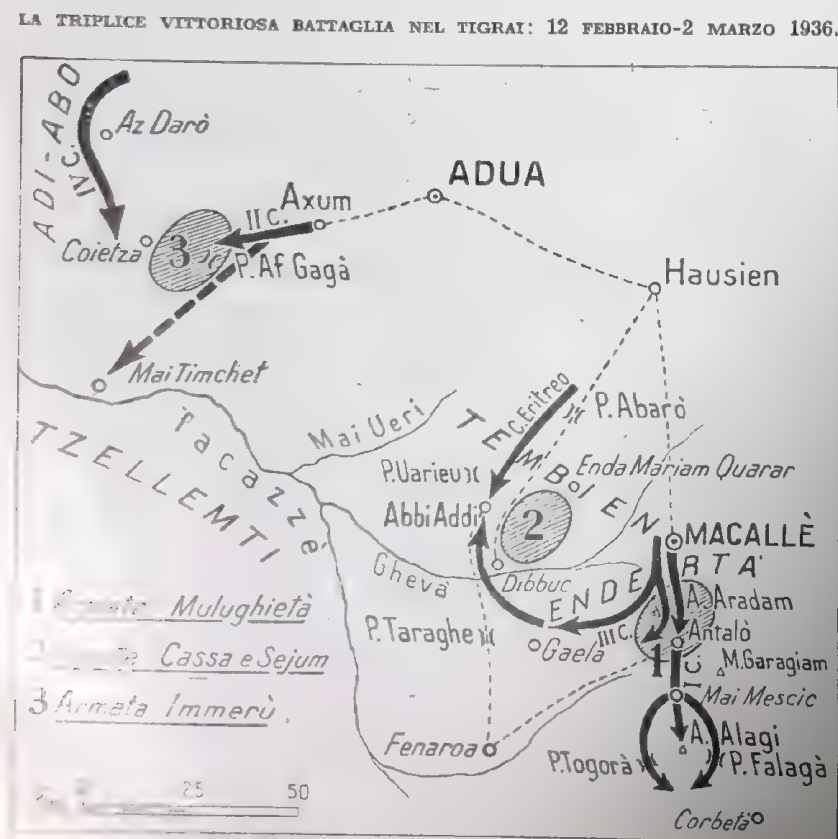 LA TRIPLICE VITTORIOSA BATTAGLIA NEL TIGRAI: 12 FEBBRAIO-2 MARZO 1936.
ADI-ABO
IV C.
Az Darò
Coietza
3
II C.
Axum
ADUA
P. Af Gagà
Hausien
Mai Timchet
Tacazzè
TZELLEMTI
Mai Ueri
TEMBIEN
C. Eritreo
P. Abarò
P. Uarieu
Enda Mariam Quarar
Abbi Addi
2
MACALLÈ
Ghevà
Dibbuc
ENDERTA'
A. Aradam
P. Taraghe
Gaela
III C.
Antalò
1
I C.
M. Garagiam
Mai Mescic
Fenaroa
A. Alagi
P. Togorà
P. Falagà
Corbetà
1 Mulughietà
Cassa e Sejum
3 Armata Immerù
25 50